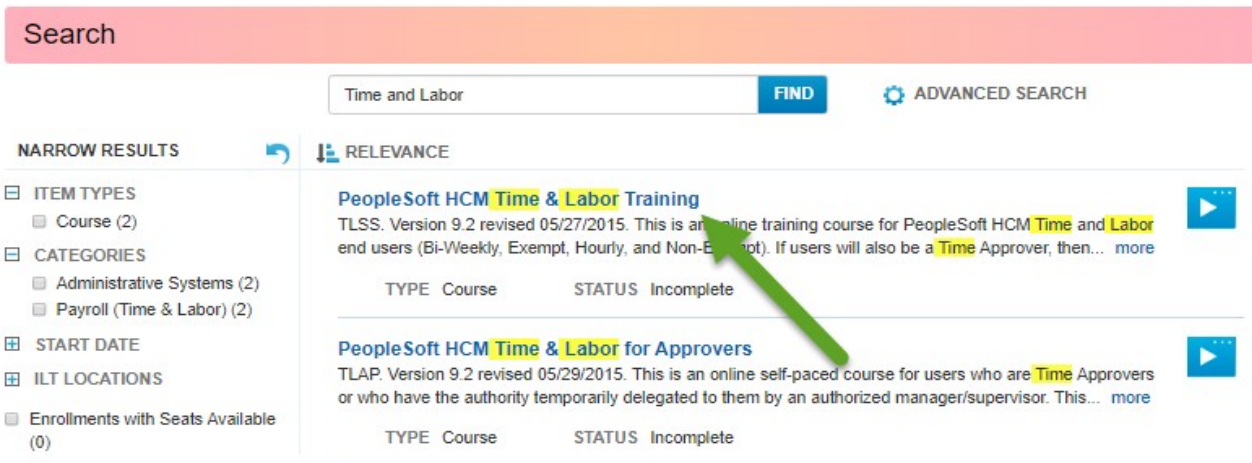 Search
Time and Labor
FIND
ADVANCED SEARCH
NARROW RESULTS
ITEM TYPES
Course (2)
CATEGORIES
Administrative Systems (2)
Payroll (Time & Labor) (2)
START DATE
ILT LOCATIONS
Enrollments with Seats Available
(0)
RELEVANCE
PeopleSoft HCM Time & Labor Training
TLSS. Version 9.2 revised 05/27/2015. This is an online training course for PeopleSoft HCM Time and Labor
end users (Bi-Weekly, Exempt, Hourly, and Non-Exempt). If users will also be a Time Approver, then... more
TYPE Course STATUS Incomplete
PeopleSoft HCM Time & Labor for Approvers
TLAP. Version 9.2 revised 05/29/2015. This is an online self-paced course for users who are Time Approvers
or who have the authority temporarily delegated to them by an authorized manager/supervisor. This... more
TYPE Course STATUS Incomplete